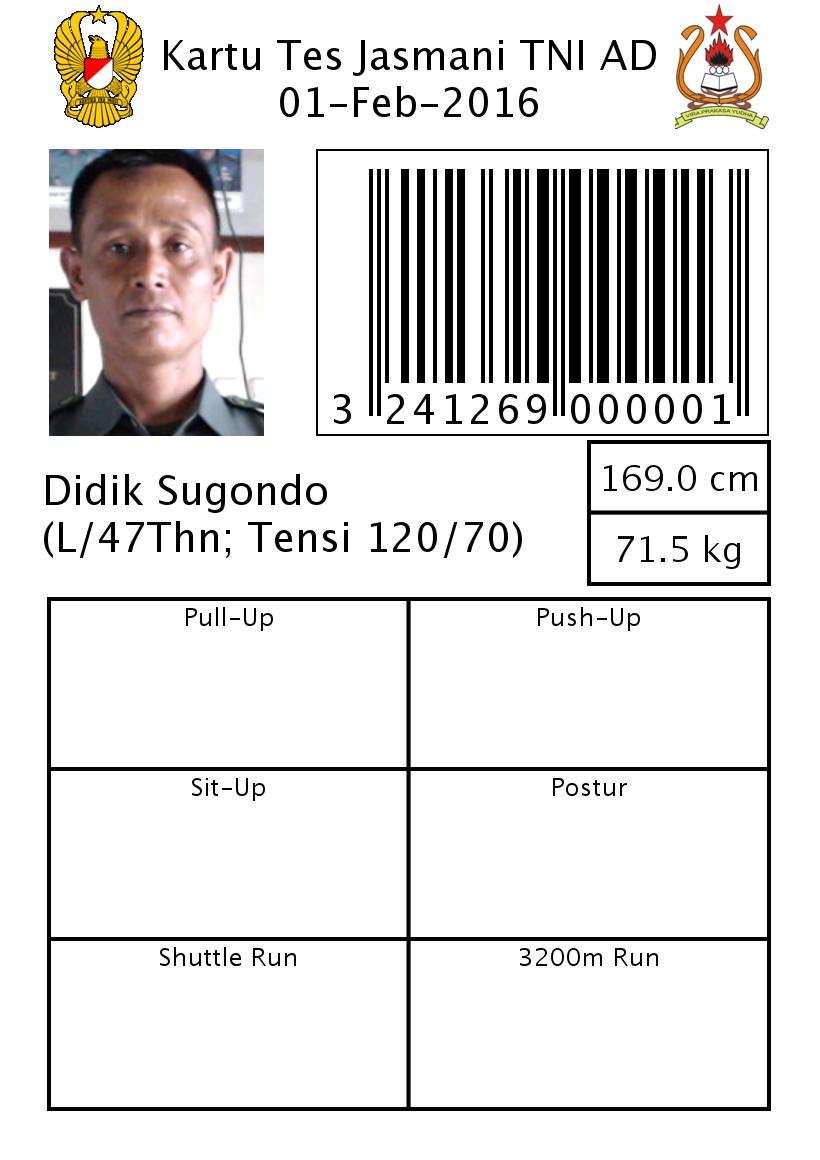 Kartu Tes Jasmani TNI AD
01-Feb-2016
VIRA PRAKASA YUDHA
3 241269 000001
Didik Sugondo
(L/47Thn; Tensi 120/70)
169.0 cm
71.5 kg
Pull-Up
Push-Up
Sit-Up
Postur
Shuttle Run
3200m Run